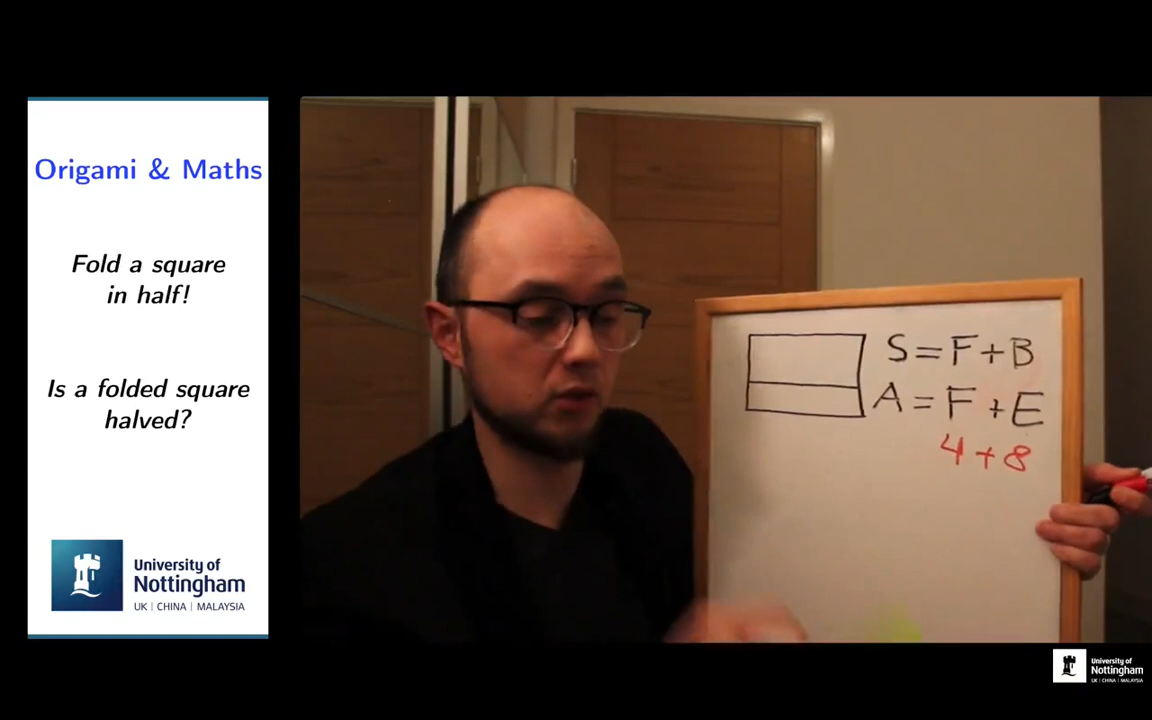 Origami & Maths
Fold a square
in half!
Is a folded square
halved?
University of
Nottingham
UK | CHINA | MALAYSIA
S=F+B
A=F+E
4+8
University of
Nottingham
UK | CHINA | MALAYSIA